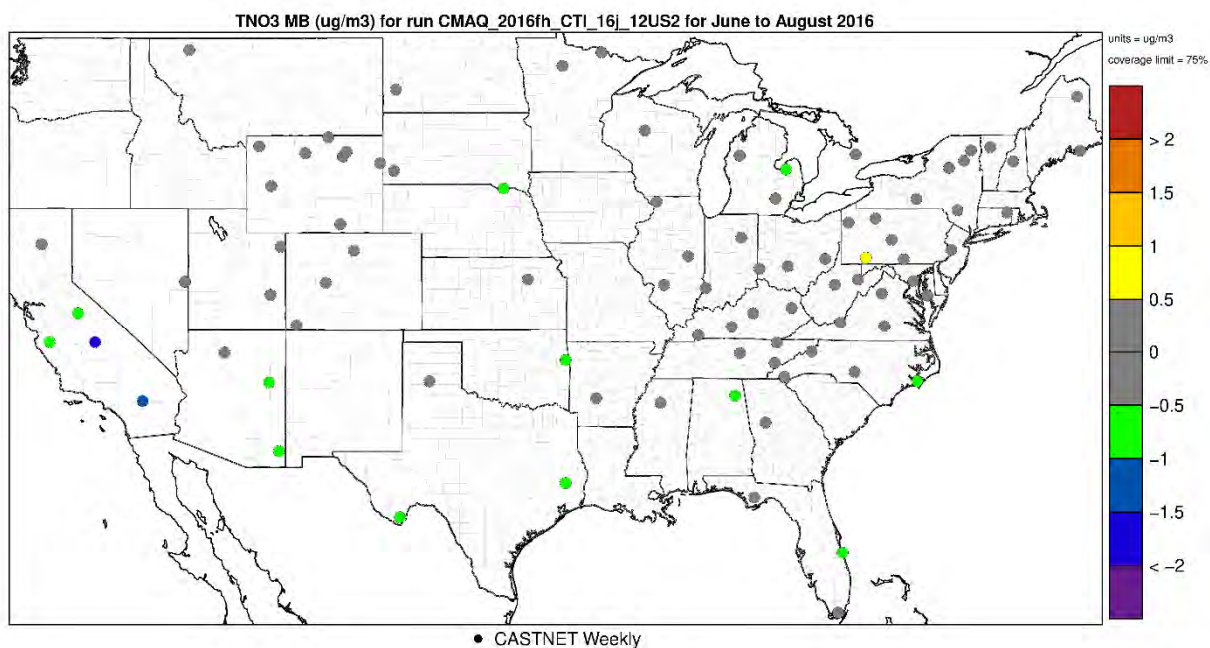 TNO3 MB (ug/m3) for run CMAQ_2016fh_CTI_16j_12US2 for June to August 2016
units = ug/m3
coverage limit = 75%
> 2
1.5
1
0.5
0
−0.5
−1
−1.5
< −2
CASTNET Weekly